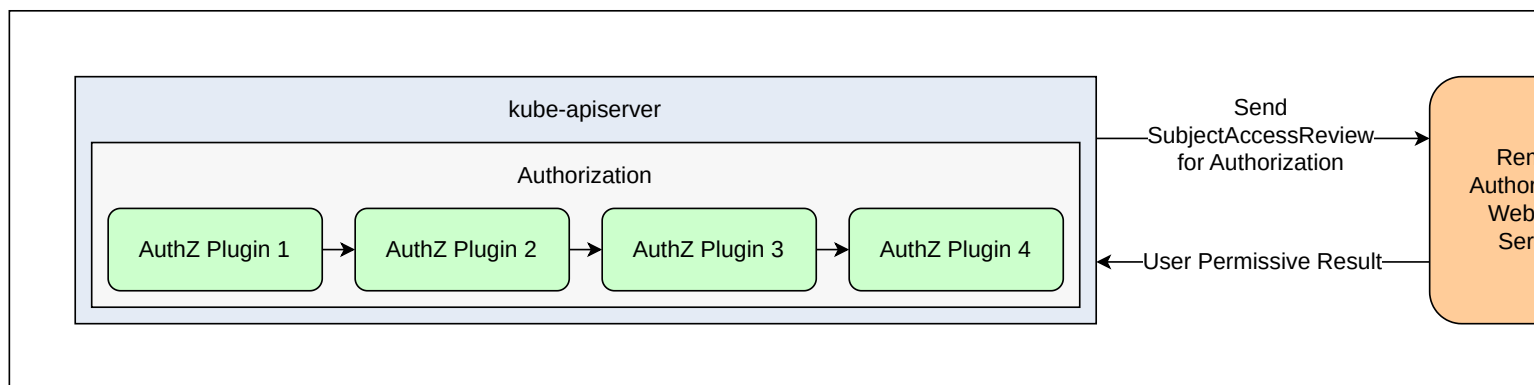 kube-apiserver
Authorization
AuthZ Plugin 1
AuthZ Plugin 2
AuthZ Plugin 3
AuthZ Plugin 4
Send
SubjectAccessReview
for Authorization
User Permissive Result